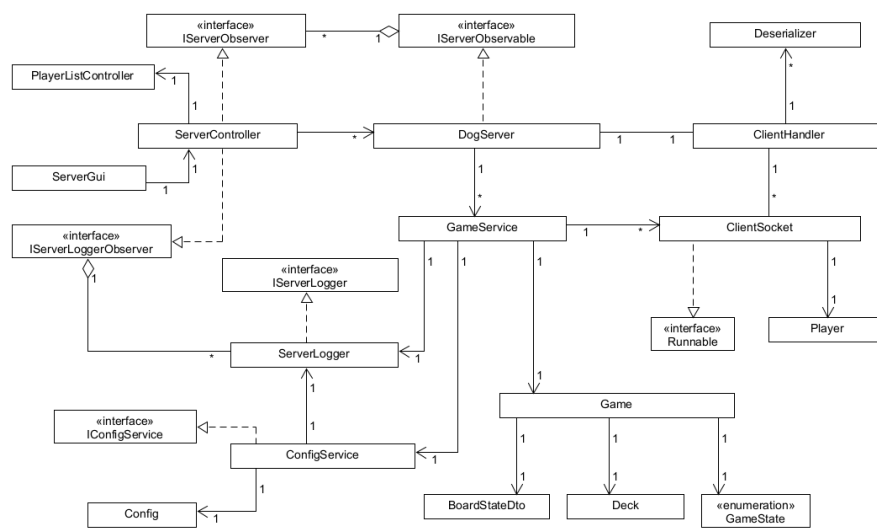 «interface»
IServerObserver
*
1
«interface»
IServerObservable
Deserializer
*
PlayerListController
1
1
1
ServerController
*
DogServer
1
1
ClientHandler
1
1
1
ServerGui
1
*
*
GameService
1
*
ClientSocket
«interface»
IServerLoggerObserver
1
1
1
1
1
«interface»
IServerLogger
«interface»
Runnable
1
Player
*
ServerLogger
1
1
1
Game
«interface»
IConfigService
1
1
1
1
ConfigService
1
1
1
1
1
Config
1
BoardStateDto
Deck
«enumeration»
GameState